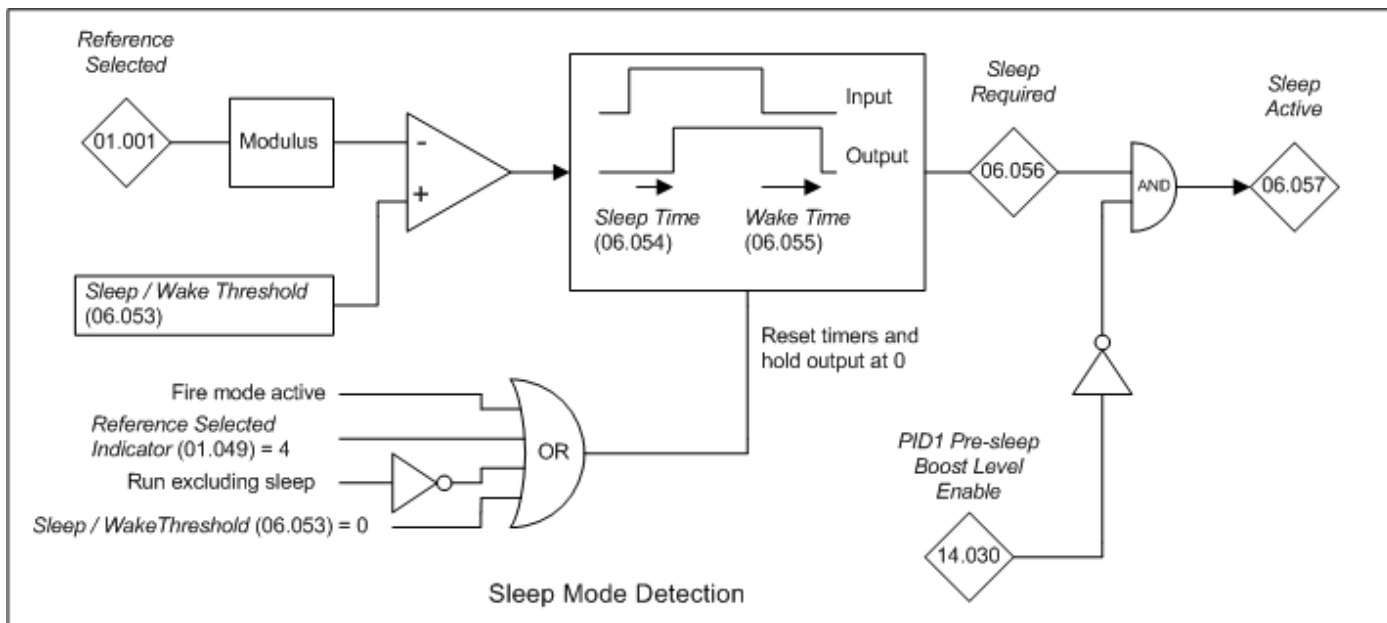 Reference
Selected
01.001
Modulus
-
+
Sleep / Wake Threshold
(06.053)
Input
Output
Sleep Time
(06.054)
Wake Time
(06.055)
Sleep
Required
06.056
AND
Sleep
Active
06.057
Reset timers and
hold output at 0
Fire mode active
Reference Selected
Indicator (01.049) = 4
Run excluding sleep
Sleep / WakeThreshold (06.053) = 0
OR
PID1 Pre-sleep
Boost Level
Enable
14.030
Sleep Mode Detection